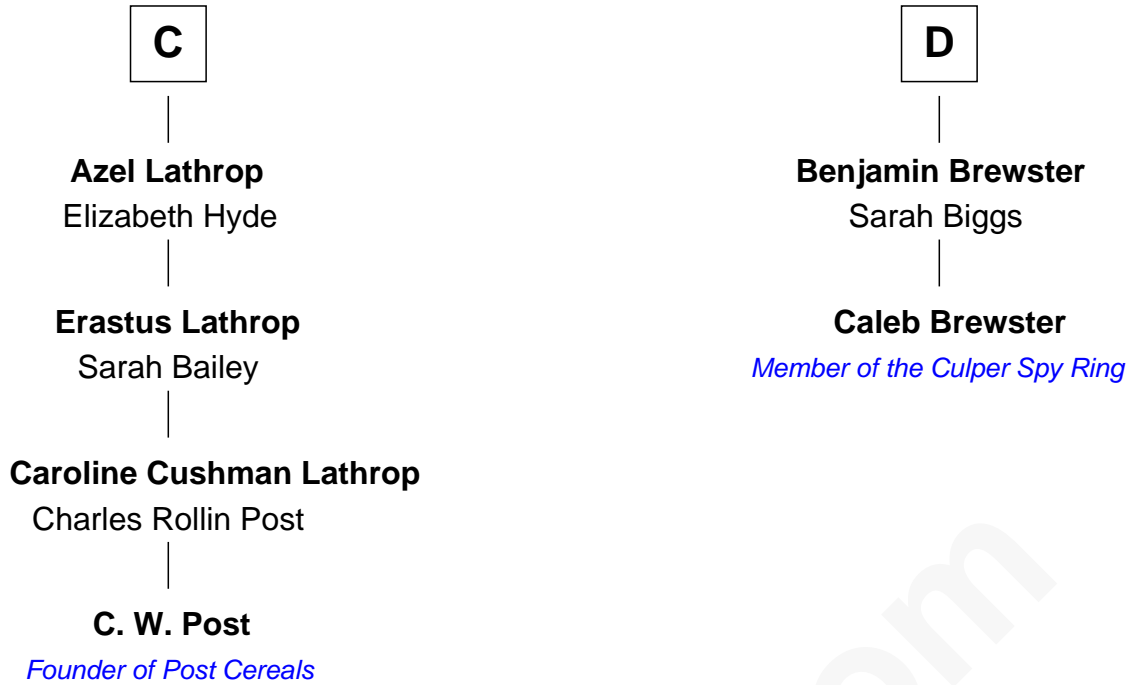 C
Azel Lathrop
Elizabeth Hyde
Erastus Lathrop
Sarah Bailey
Caroline Cushman Lathrop
Charles Rollin Post
C. W. Post
Founder of Post Cereals
D
Benjamin Brewster
Sarah Biggs
Caleb Brewster
Member of the Culper Spy Ring
om